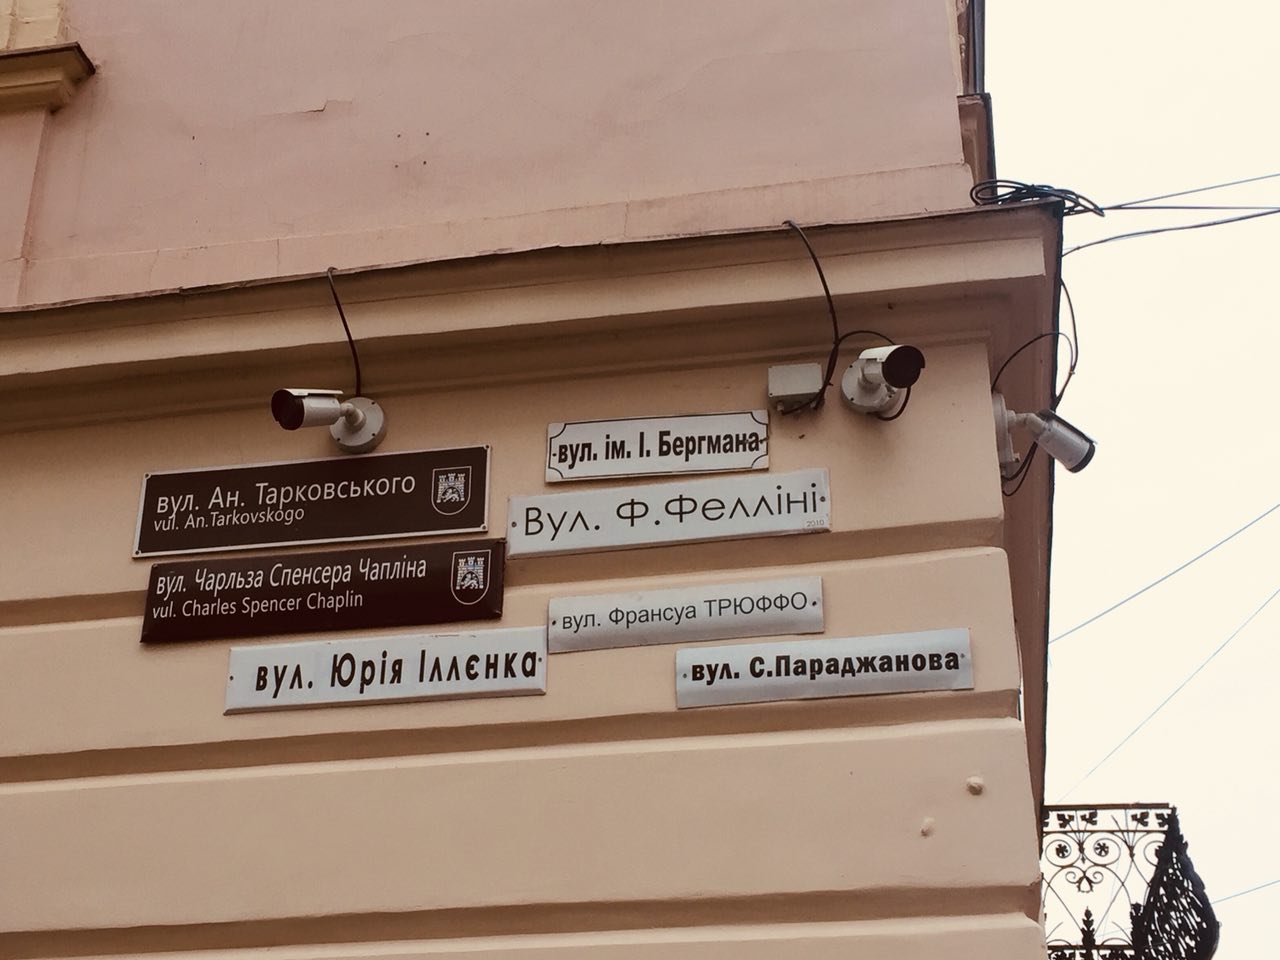 вул. Ан. Тарковського
vul. An.Tarkovskogo
вул. Чарльза Спенсера Чапліна
vul. Charles Spencer Chaplin
вул. Юрія Іллєнка
вул. ім. І. Бергмана
Вул. Ф.Фелліні
2010
вул. Франсуа ТРЮФФО
вул. С.Параджанова